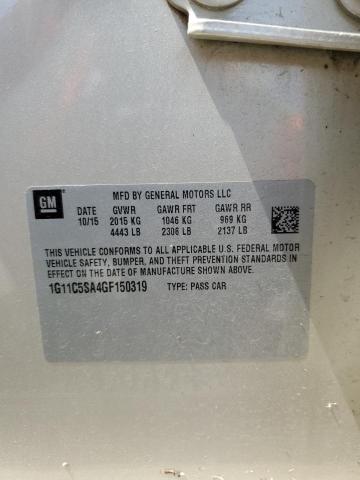 GM
MFD BY GENERAL MOTORS LLC
DATE GVWR GAWR FRT GAWR RR
10/15 2015 KG 1046 KG 969 KG
4443 LB 2306 LB 2137 LB
THIS VEHICLE CONFORMS TO ALL APPLICABLE U.S. FEDERAL MOTOR
VEHICLE SAFETY, BUMPER, AND THEFT PREVENTION STANDARDS IN
EFFECT ON THE DATE OF MANUFACTURE SHOWN ABOVE.
1G11C5SA4GF150319 TYPE: PASS CAR